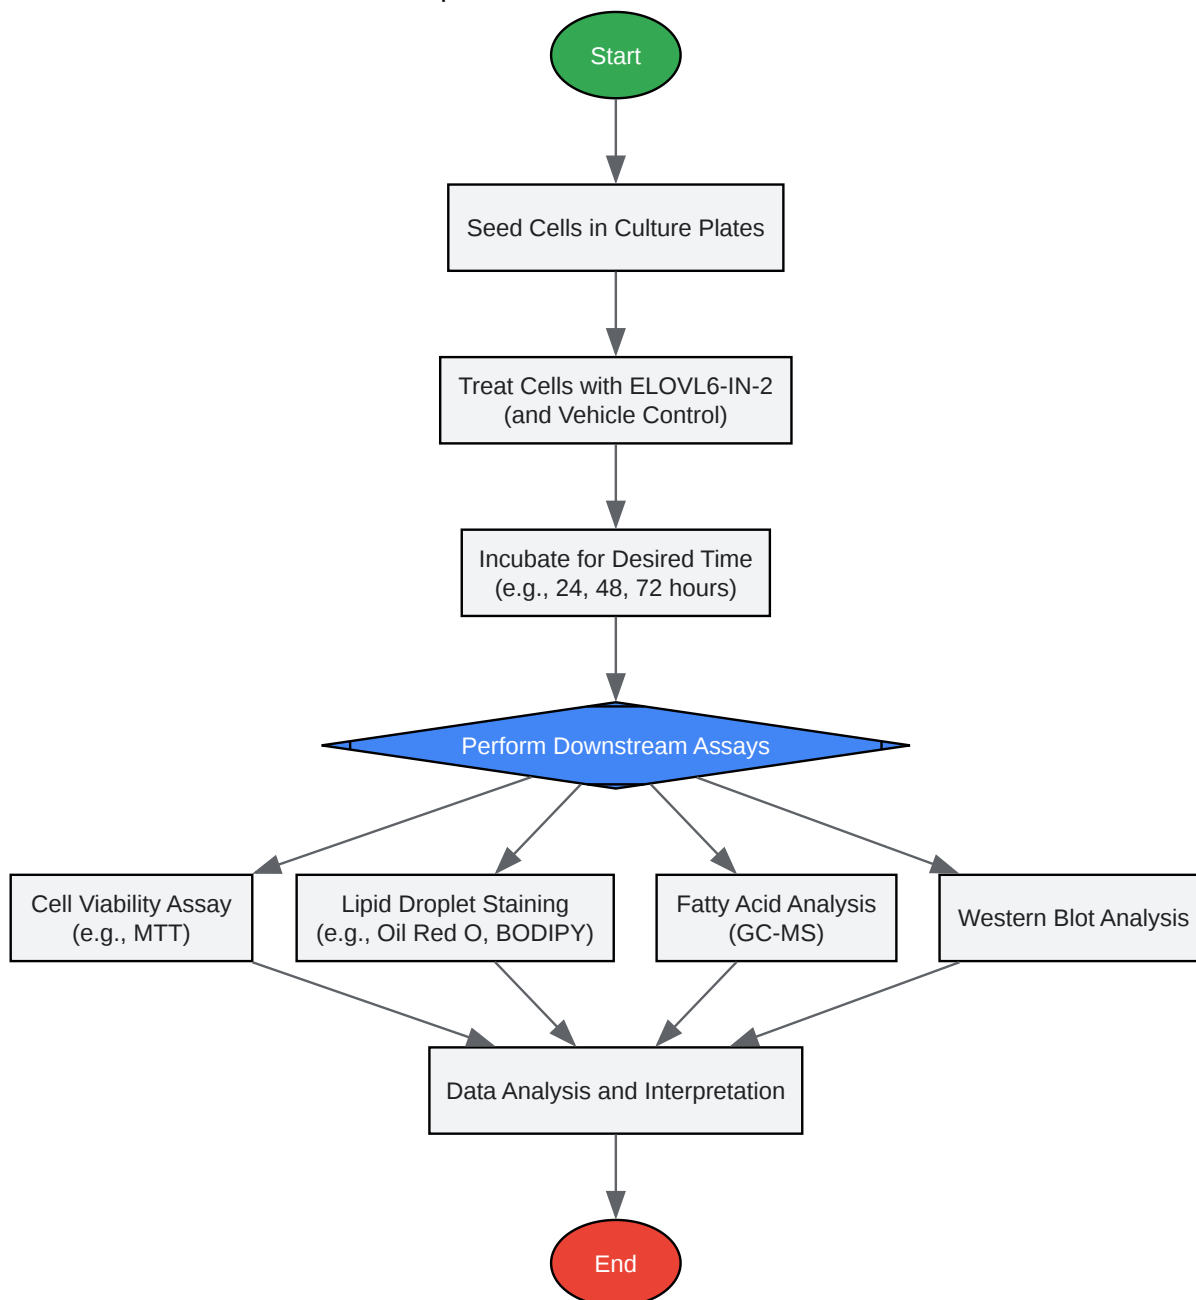 Start
Seed Cells in Culture Plates
Treat Cells with ELOVL6-IN-2
(and Vehicle Control)
Incubate for Desired Time
(e.g., 24, 48, 72 hours)
Perform Downstream Assays
Cell Viability Assay
(e.g., MTT)
Lipid Droplet Staining
(e.g., Oil Red O, BODIPY)
Fatty Acid Analysis
(GC-MS)
Western Blot Analysis
Data Analysis and Interpretation
End